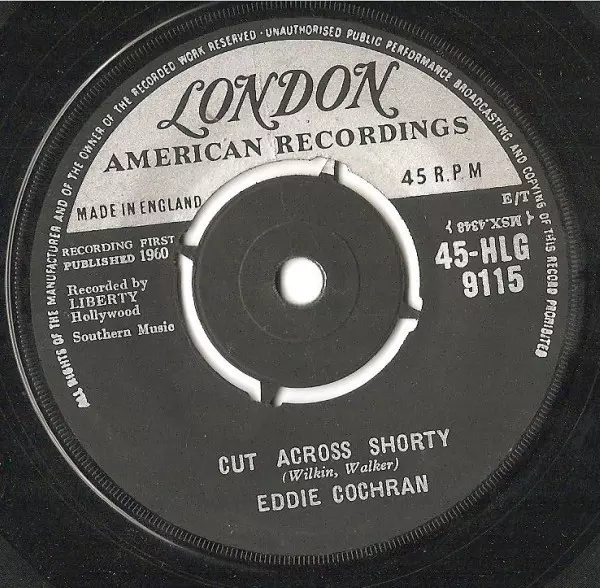 ALL RIGHTS OF THE MANUFACTURER AND OF THE OWNER OF THE RECORDED WORK RESERVED · UNAUTHORISED PUBLIC PERFORMANCE BROADCASTING AND COPYING OF THIS RECORD PROHIBITED
LONDON
AMERICAN RECORDINGS
45 R.P.M
MADE IN ENGLAND
E/T
{ MSX.4348 }
45-HLG
9115
RECORDING FIRST
PUBLISHED 1960
Recorded by
LIBERTY
Hollywood
Southern Music
CUT ACROSS SHORTY
(Wilkin, Walker)
EDDIE COCHRAN